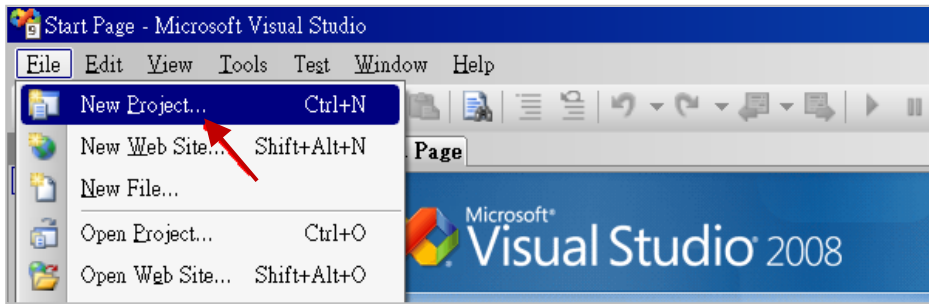 Start Page - Microsoft Visual Studio
File Edit View Tools Test Window Help
New Project... Ctrl+N
New Web Site... Shift+Alt+N
Page
New File...
Open Project... Ctrl+O
Open Web Site... Shift+Alt+O
Microsoft®
Visual Studio® 2008